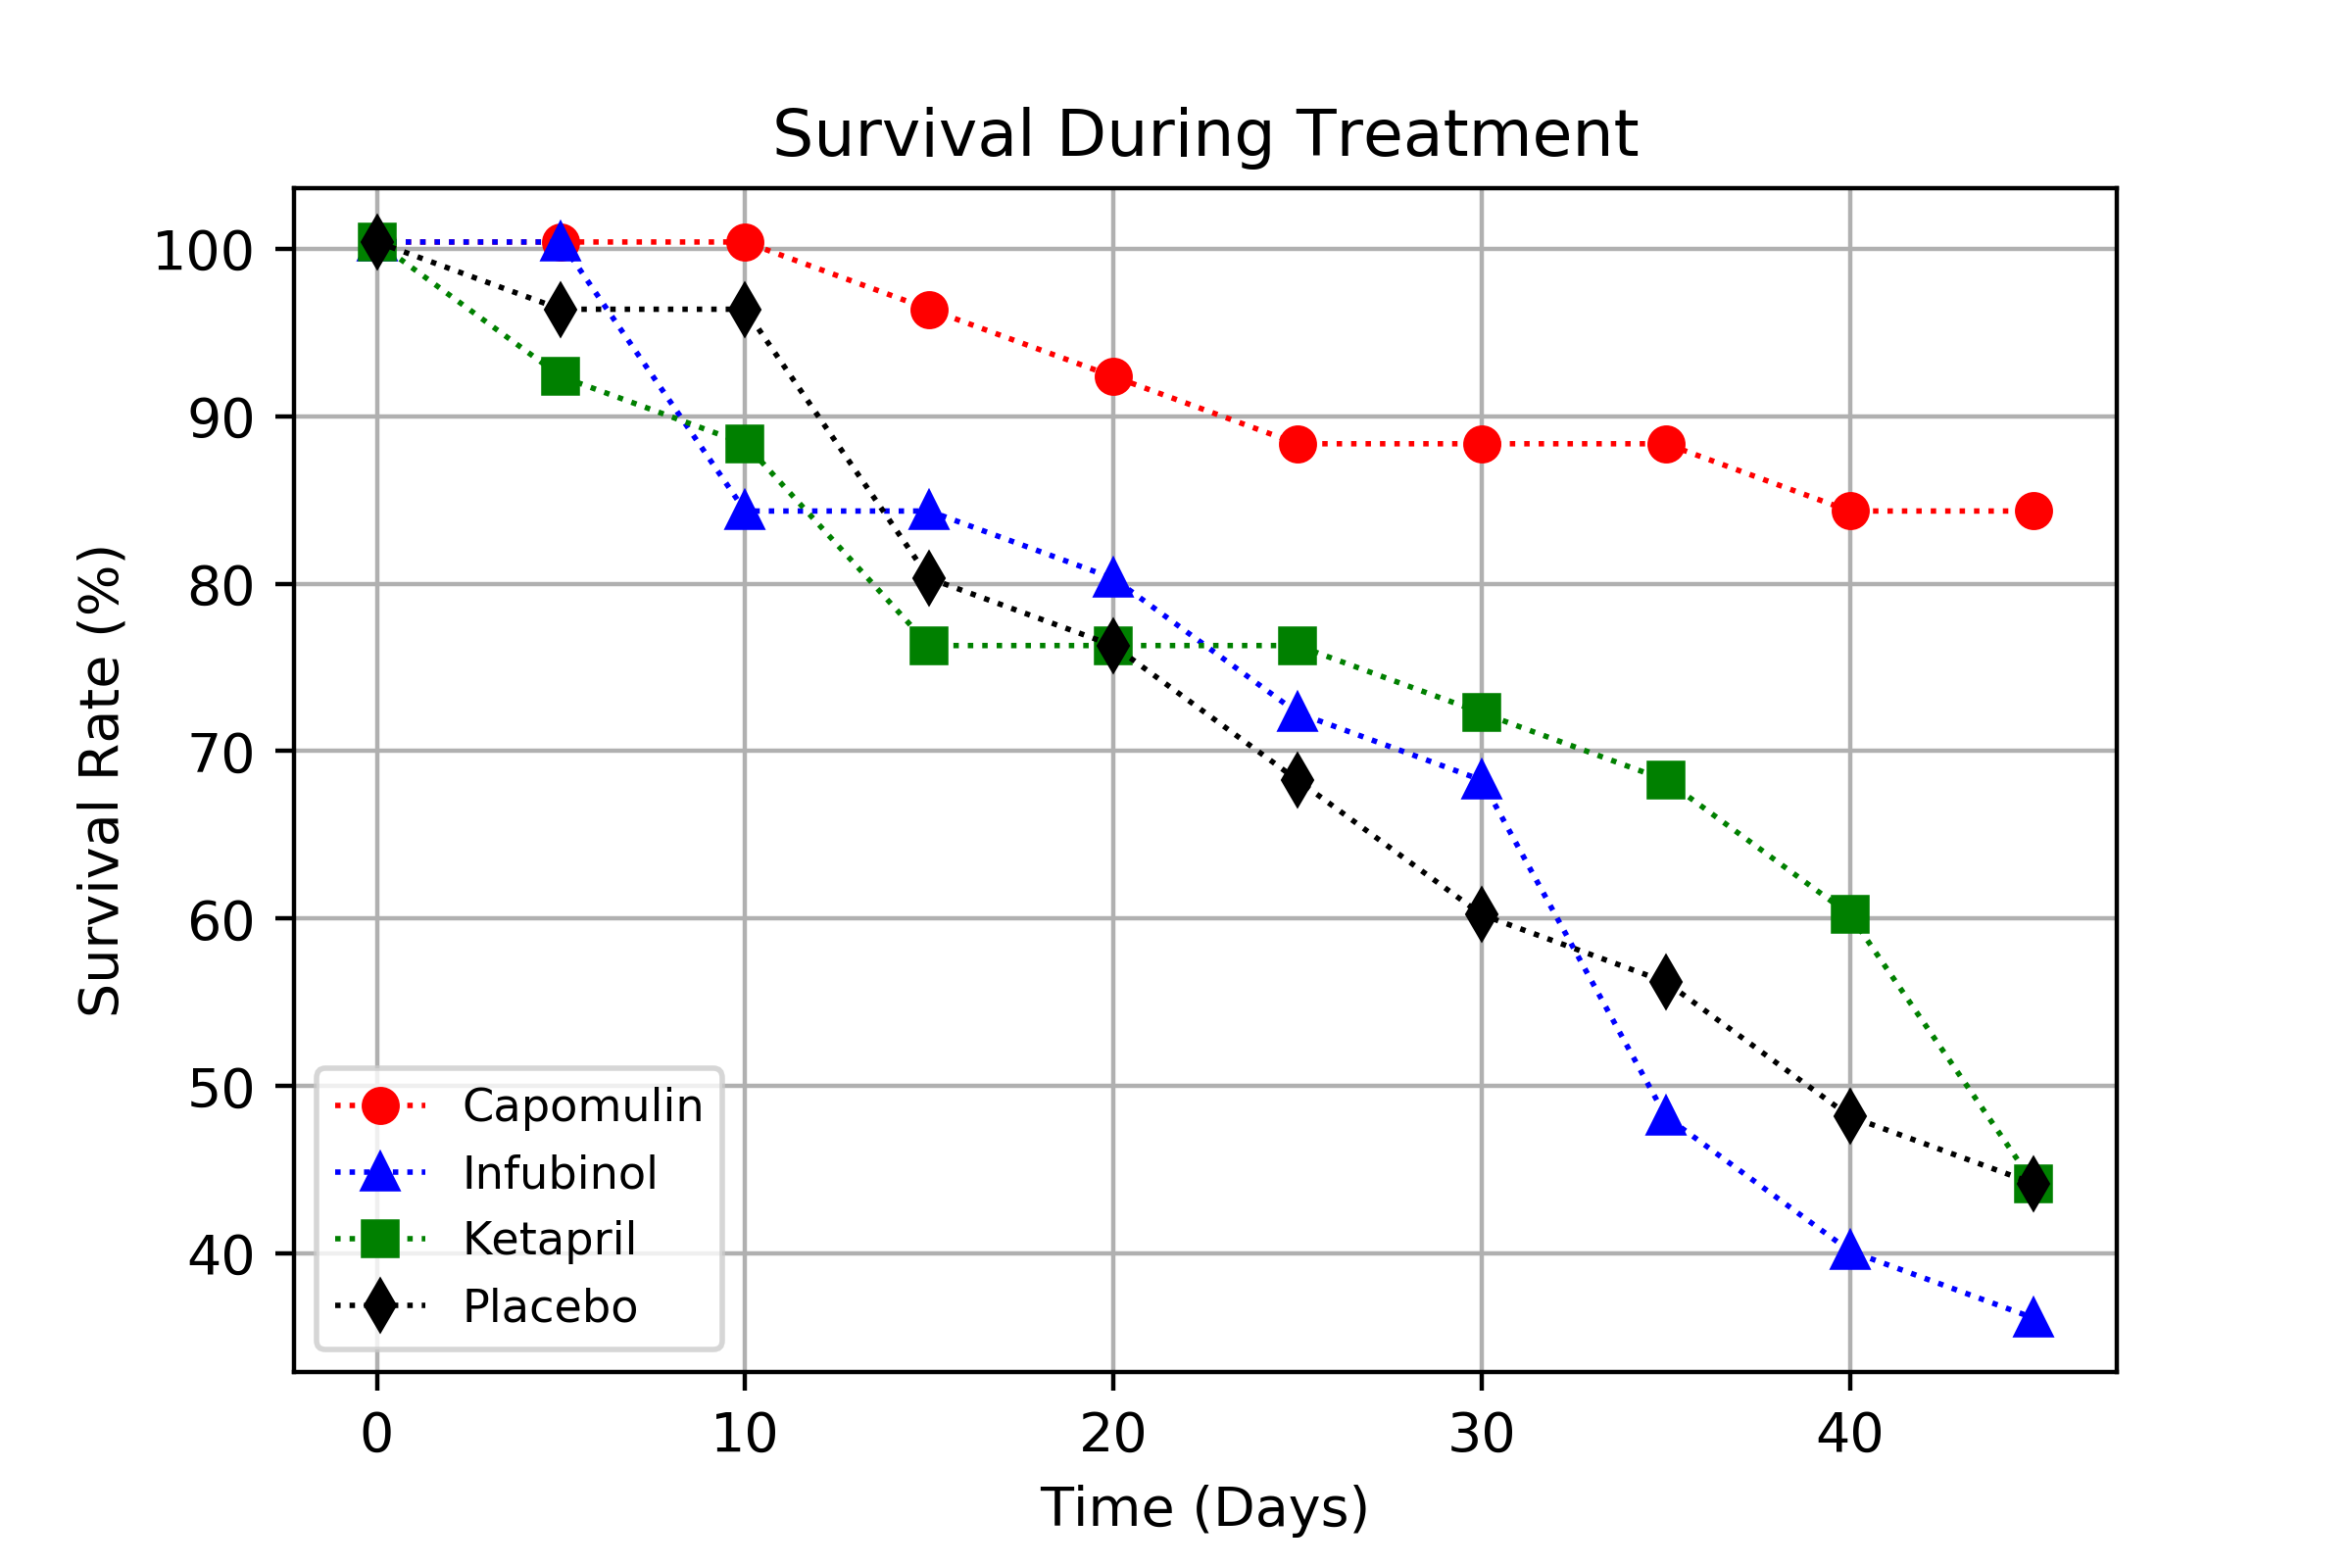 Survival During Treatment
100
90
80
70
60
50
40
Survival Rate (%)
Capomulin
Infubinol
Ketapril
Placebo
0 10 20 30 40
Time (Days)